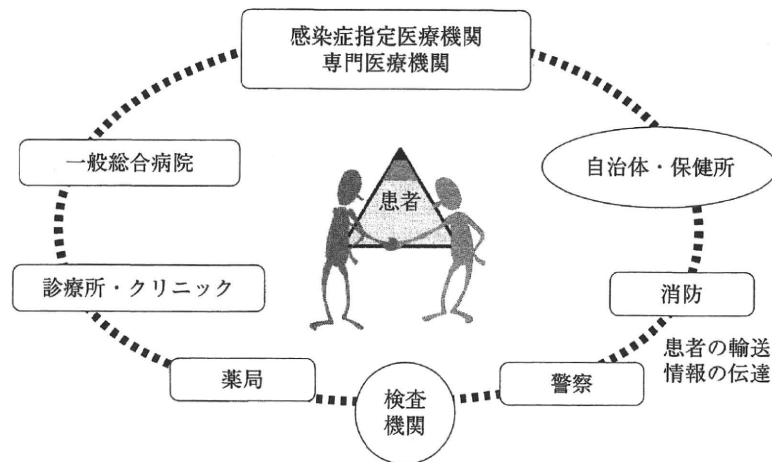 感染症指定医療機関
専門医療機関
一般総合病院
自治体・保健所
患者
診療所・クリニック
消防
患者の輸送
情報の伝達
薬局
警察
検査
機関